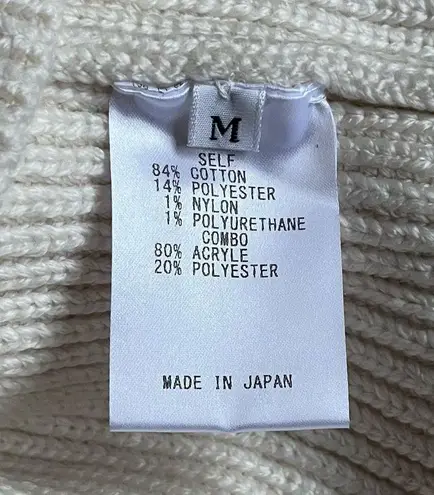 M
SELF
84% COTTON
14% POLYESTER
1% NYLON
1% POLYURETHANE
COMBO
80% ACRYLE
20% POLYESTER
MADE IN JAPAN